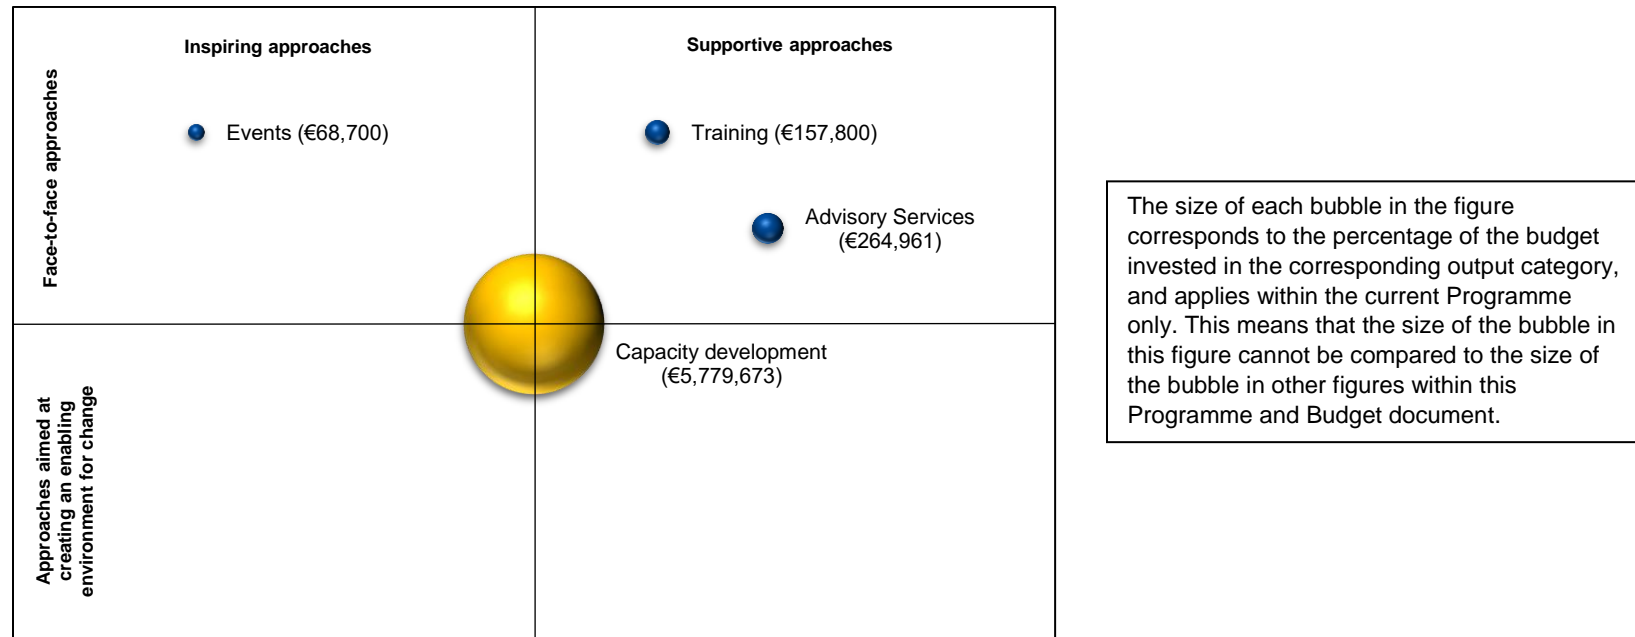 Inspiring approaches
Supportive approaches
Face-to-face approaches
Events (€68,700)
Training (€157,800)
Advisory Services
(€264,961)
Capacity development
(€5,779,673)
Approaches aimed at
creating an enabling
environment for change
The size of each bubble in the figure
corresponds to the percentage of the budget
invested in the corresponding output category,
and applies within the current Programme
only. This means that the size of the bubble in
this figure cannot be compared to the size of
the bubble in other figures within this
Programme and Budget document.